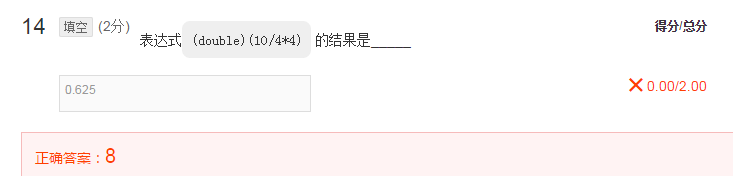 14 填空 (2分) 表达式 (double)(10/4*4) 的结果是_____ 得分/总分
0.625 ✕ 0.00/2.00
正确答案：8